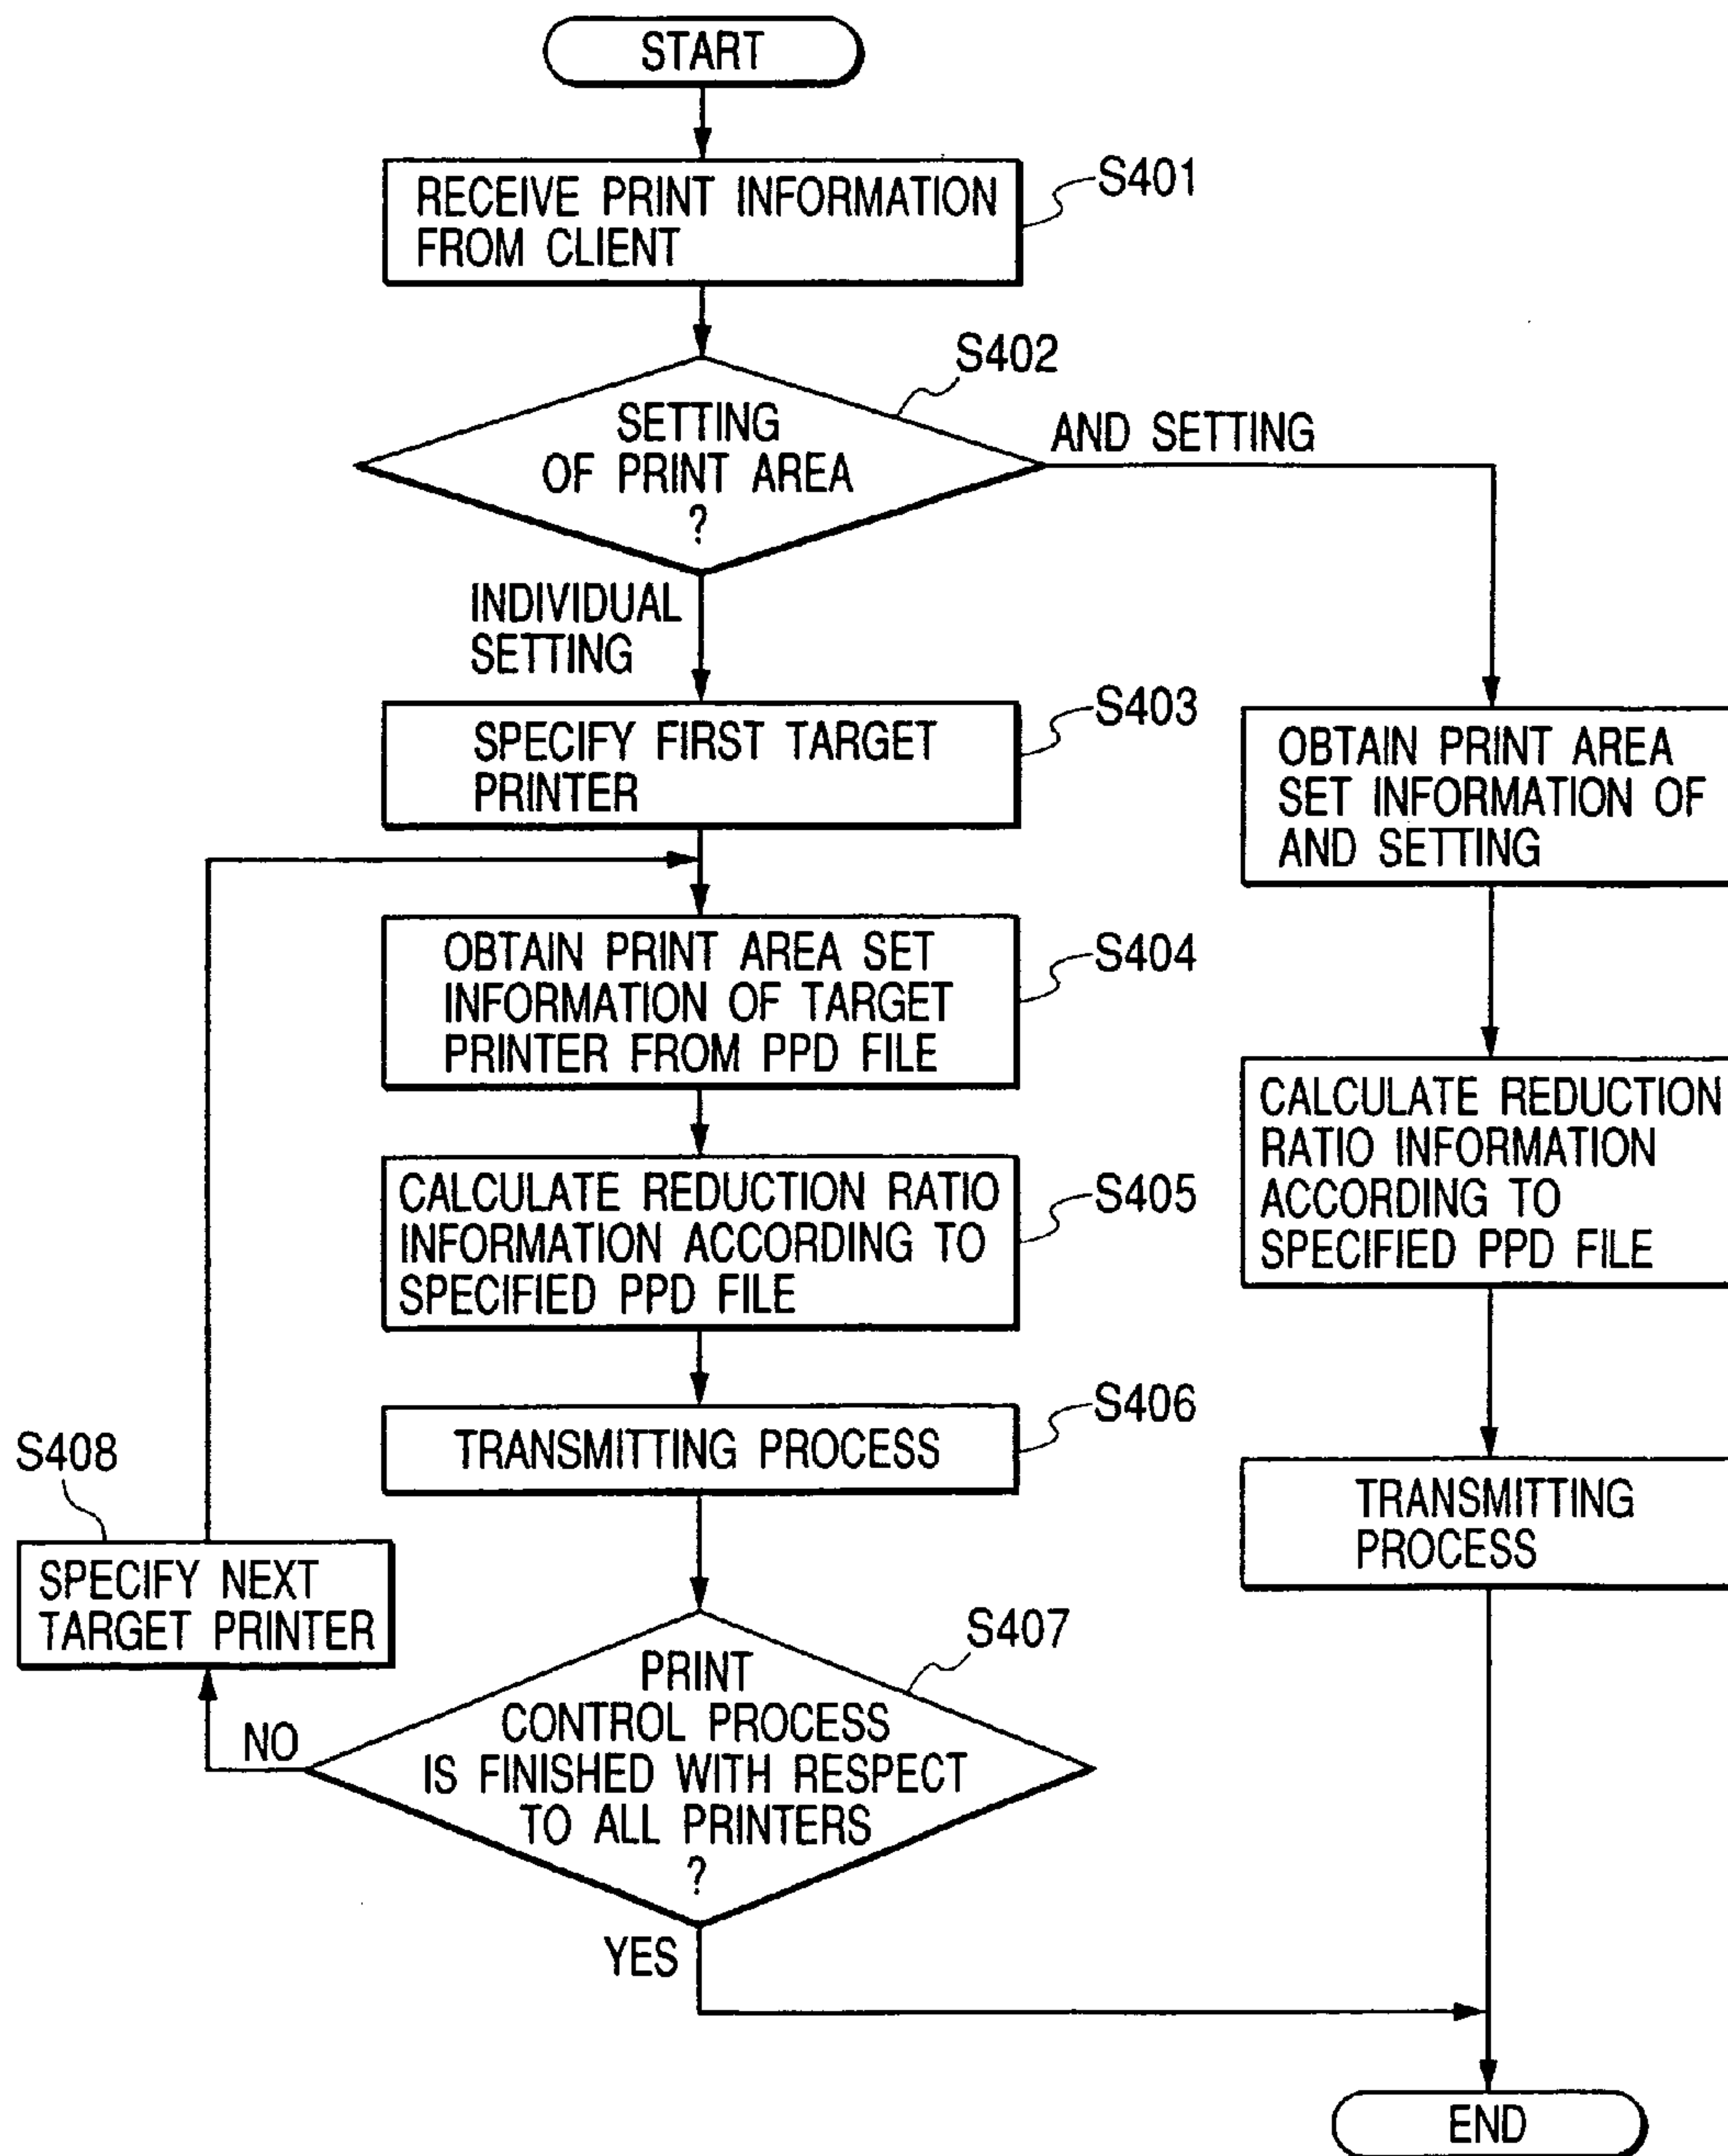 START
RECEIVE PRINT INFORMATION
FROM CLIENT
S401
SETTING
OF PRINT AREA
?
S402
AND SETTING
INDIVIDUAL
SETTING
SPECIFY FIRST TARGET
PRINTER
S403
OBTAIN PRINT AREA
SET INFORMATION OF
AND SETTING
OBTAIN PRINT AREA SET
INFORMATION OF TARGET
PRINTER FROM PPD FILE
S404
CALCULATE REDUCTION
RATIO INFORMATION
ACCORDING TO
SPECIFIED PPD FILE
CALCULATE REDUCTION RATIO
INFORMATION ACCORDING TO
SPECIFIED PPD FILE
S405
TRANSMITTING PROCESS
S406
TRANSMITTING
PROCESS
S408
SPECIFY NEXT
TARGET PRINTER
PRINT
CONTROL PROCESS
IS FINISHED WITH RESPECT
TO ALL PRINTERS
?
S407
NO
YES
END